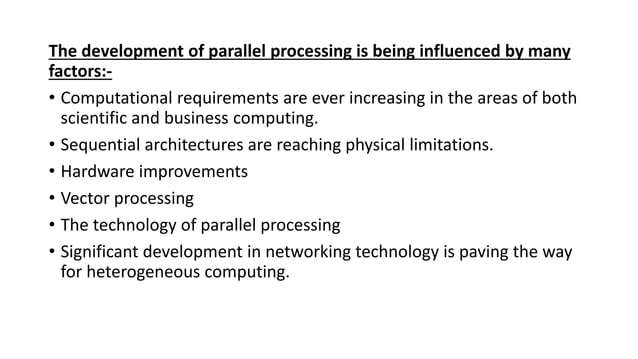 The development of parallel processing is being influenced by many
factors:-
• Computational requirements are ever increasing in the areas of both
scientific and business computing.
• Sequential architectures are reaching physical limitations.
• Hardware improvements
• Vector processing
• The technology of parallel processing
• Significant development in networking technology is paving the way
for heterogeneous computing.